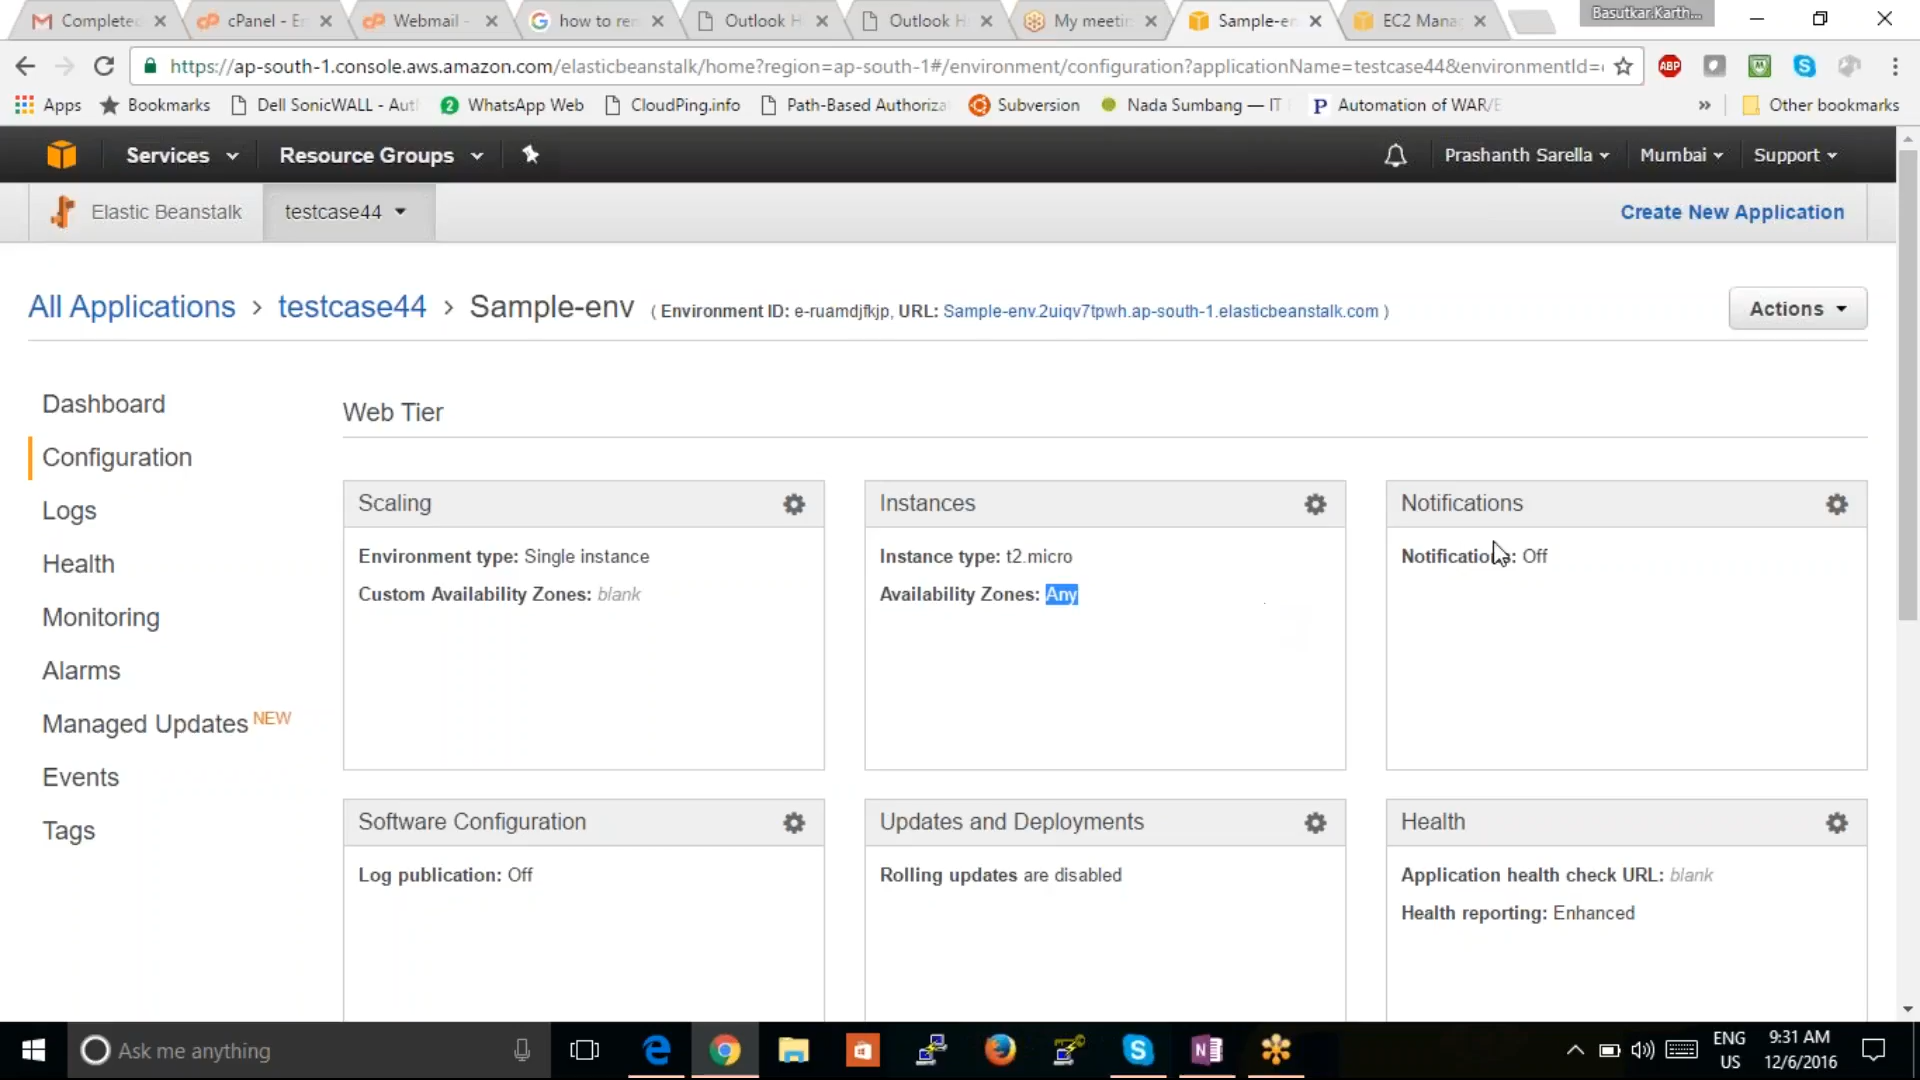 Completed
cPanel - E
Webmail -
how to re
Outlook H
Outlook H
My meetin
Sample-e
EC2 Mana
Basutkar.Karth...
https://ap-south-1.console.aws.amazon.com/elasticbeanstalk/home?region=ap-south-1#/environment/configuration?applicationName=testcase44&environmentId=
ABP
Apps
Bookmarks
Dell SonicWALL - Aut
2 WhatsApp Web
CloudPing.info
Path-Based Authoriza
Subversion
Nada Sumbang — IT
P Automation of WAR/E
»
Other bookmarks
Services
Resource Groups
Prashanth Sarella
Mumbai
Support
Elastic Beanstalk
testcase44
Create New Application
All Applications > testcase44 > Sample-env ( Environment ID: e-ruamdjfkjp, URL: Sample-env.2uiqv7tpwh.ap-south-1.elasticbeanstalk.com )
Actions
Dashboard
Configuration
Logs
Health
Monitoring
Alarms
Managed Updates NEW
Events
Tags
Web Tier
Scaling
Environment type: Single instance
Custom Availability Zones: blank
Instances
Instance type: t2.micro
Availability Zones: Any
Notifications
Notifications: Off
Software Configuration
Log publication: Off
Updates and Deployments
Rolling updates are disabled
Health
Application health check URL: blank
Health reporting: Enhanced
Ask me anything
ENG
US
9:31 AM
12/6/2016